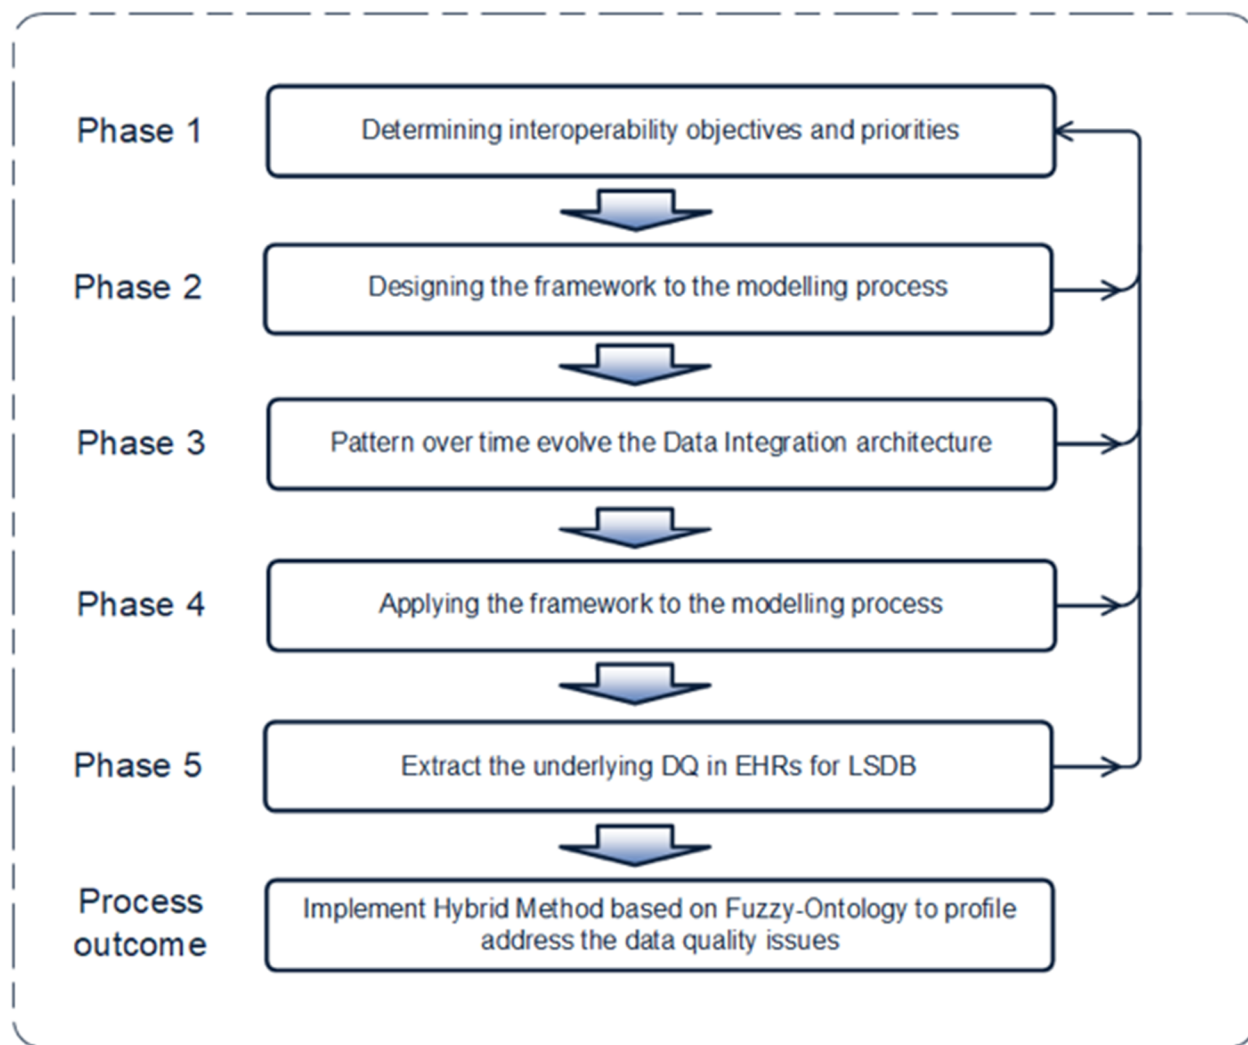 Phase 1
Determining interoperability objectives and priorities
Phase 2
Designing the framework to the modelling process
Phase 3
Pattern over time evolve the Data Integration architecture
Phase 4
Applying the framework to the modelling process
Phase 5
Extract the underlying DQ in EHRs for LSDB
Process
outcome
Implement Hybrid Method based on Fuzzy-Ontology to profile
address the data quality issues